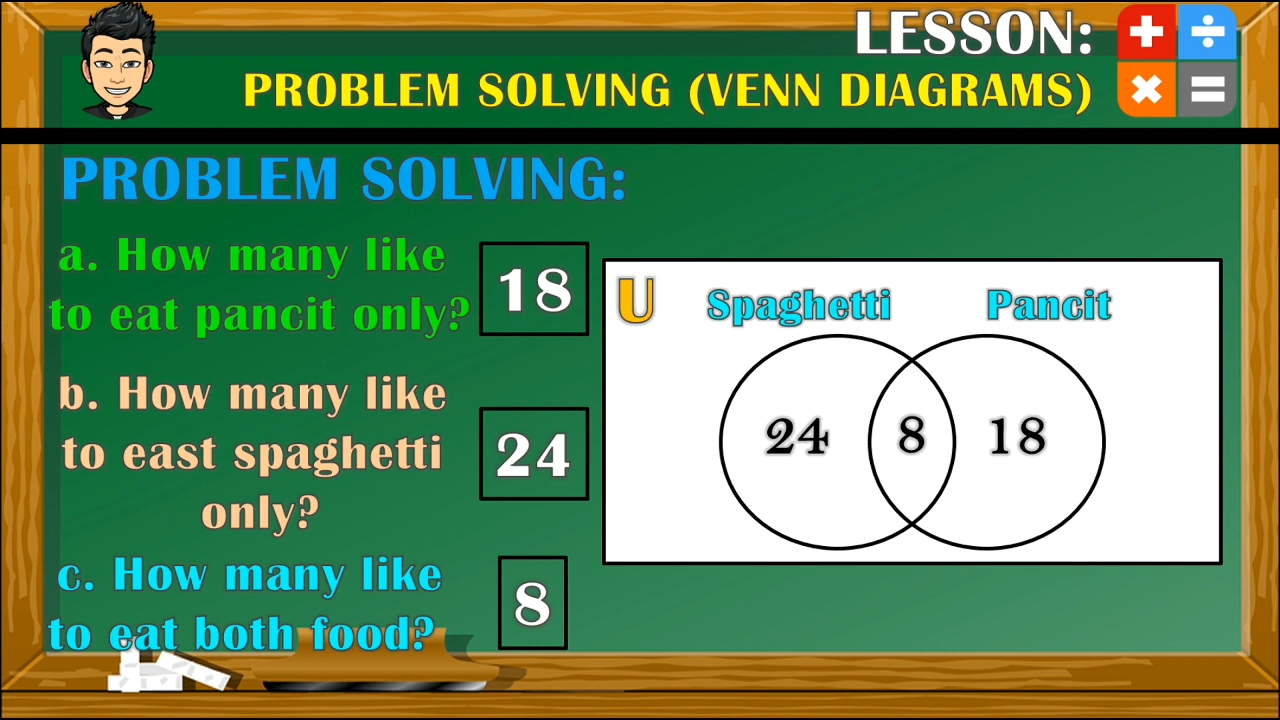 LESSON:
PROBLEM SOLVING (VENN DIAGRAMS)
PROBLEM SOLVING:
a. How many like
to eat pancit only?
18
b. How many like
to east spaghetti
only?
24
c. How many like
to eat both food?
8
U Spaghetti Pancit
24 8 18